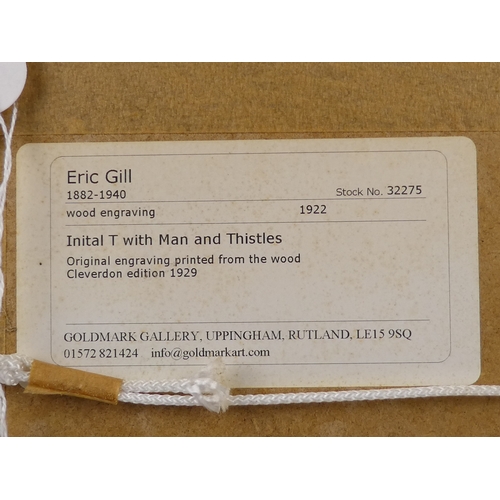 Eric Gill
1882-1940 Stock No. 32275
wood engraving 1922
Inital T with Man and Thistles
Original engraving printed from the wood
Cleverdon edition 1929
GOLDMARK GALLERY, UPPINGHAM, RUTLAND, LE15 9SQ
01572 821424 info@goldmarkart.com